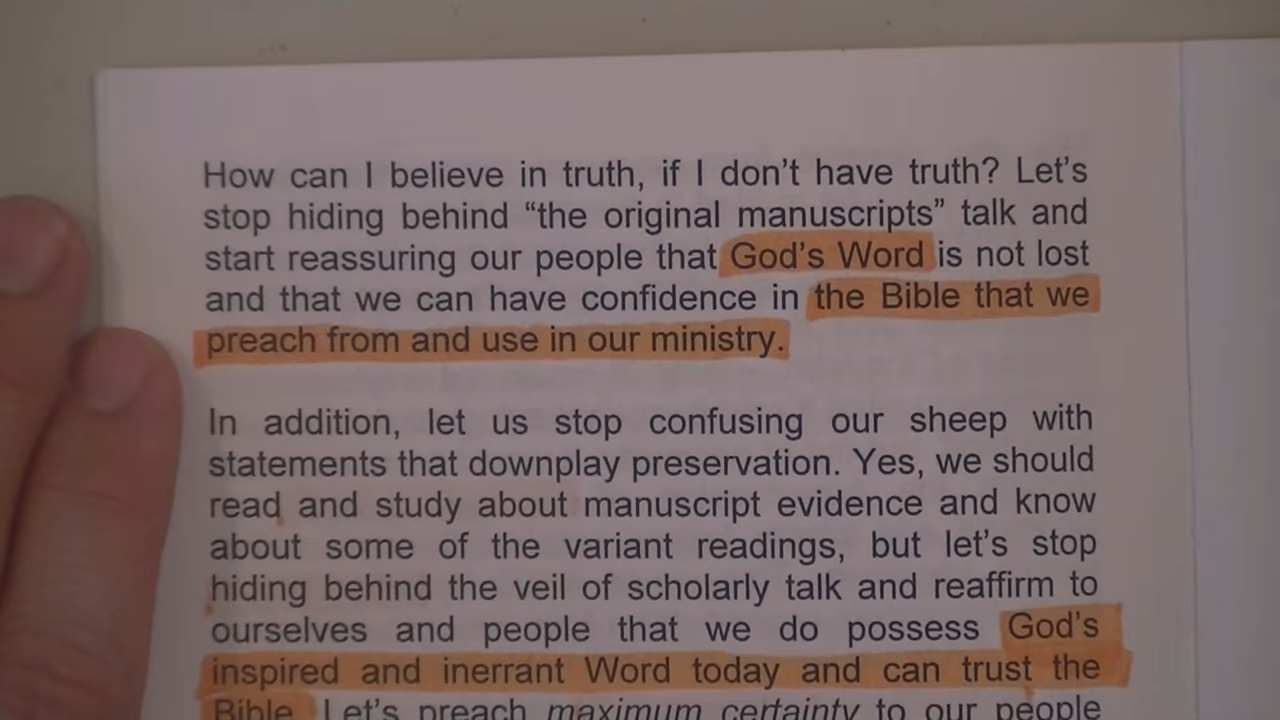 How can I believe in truth, if I don't have truth? Let's
stop hiding behind “the original manuscripts” talk and
start reassuring our people that God's Word is not lost
and that we can have confidence in the Bible that we
preach from and use in our ministry.
In addition, let us stop confusing our sheep with
statements that downplay preservation. Yes, we should
read and study about manuscript evidence and know
about some of the variant readings, but let's stop
hiding behind the veil of scholarly talk and reaffirm to
ourselves and people that we do possess God's
inspired and inerrant Word today and can trust the
Bible. Let's preach maximum certainty to our people